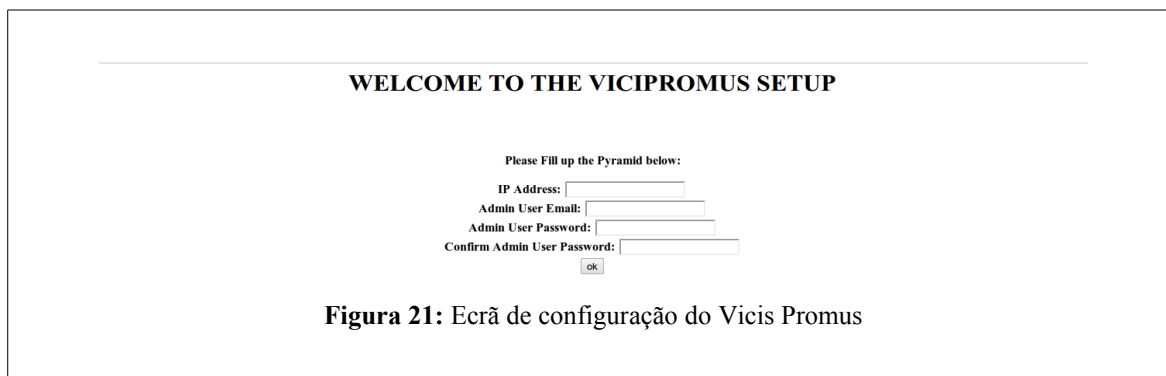 WELCOME TO THE VICIPROMUS SETUP
Please Fill up the Pyramid below:
IP Address:
Admin User Email:
Admin User Password:
Confirm Admin User Password:
ok
Figura 21: Ecrã de configuração do Vicis Promus